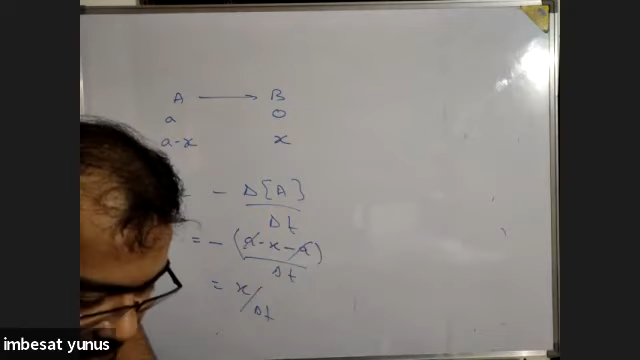 A ⟶ B
a 0
a-x x
- Δ[A]
Δt
= - (a-x-a)
Δt
= x/Δt
imbesat yunus